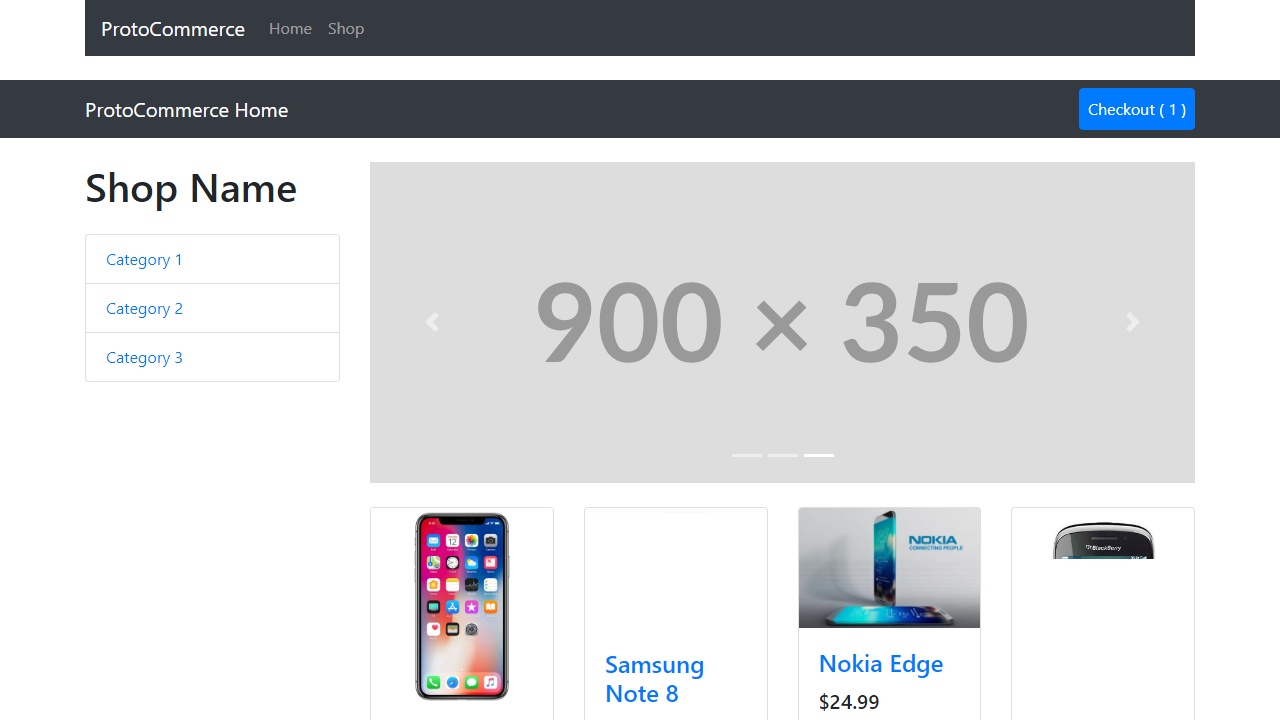 ProtoCommerce Home Shop
ProtoCommerce Home
Checkout ( 1 )
Shop Name
Category 1
Category 2
Category 3
900 × 350
NOKIA
CONNECTING PEOPLE
BlackBerry
Samsung
Note 8
Nokia Edge
$24.99